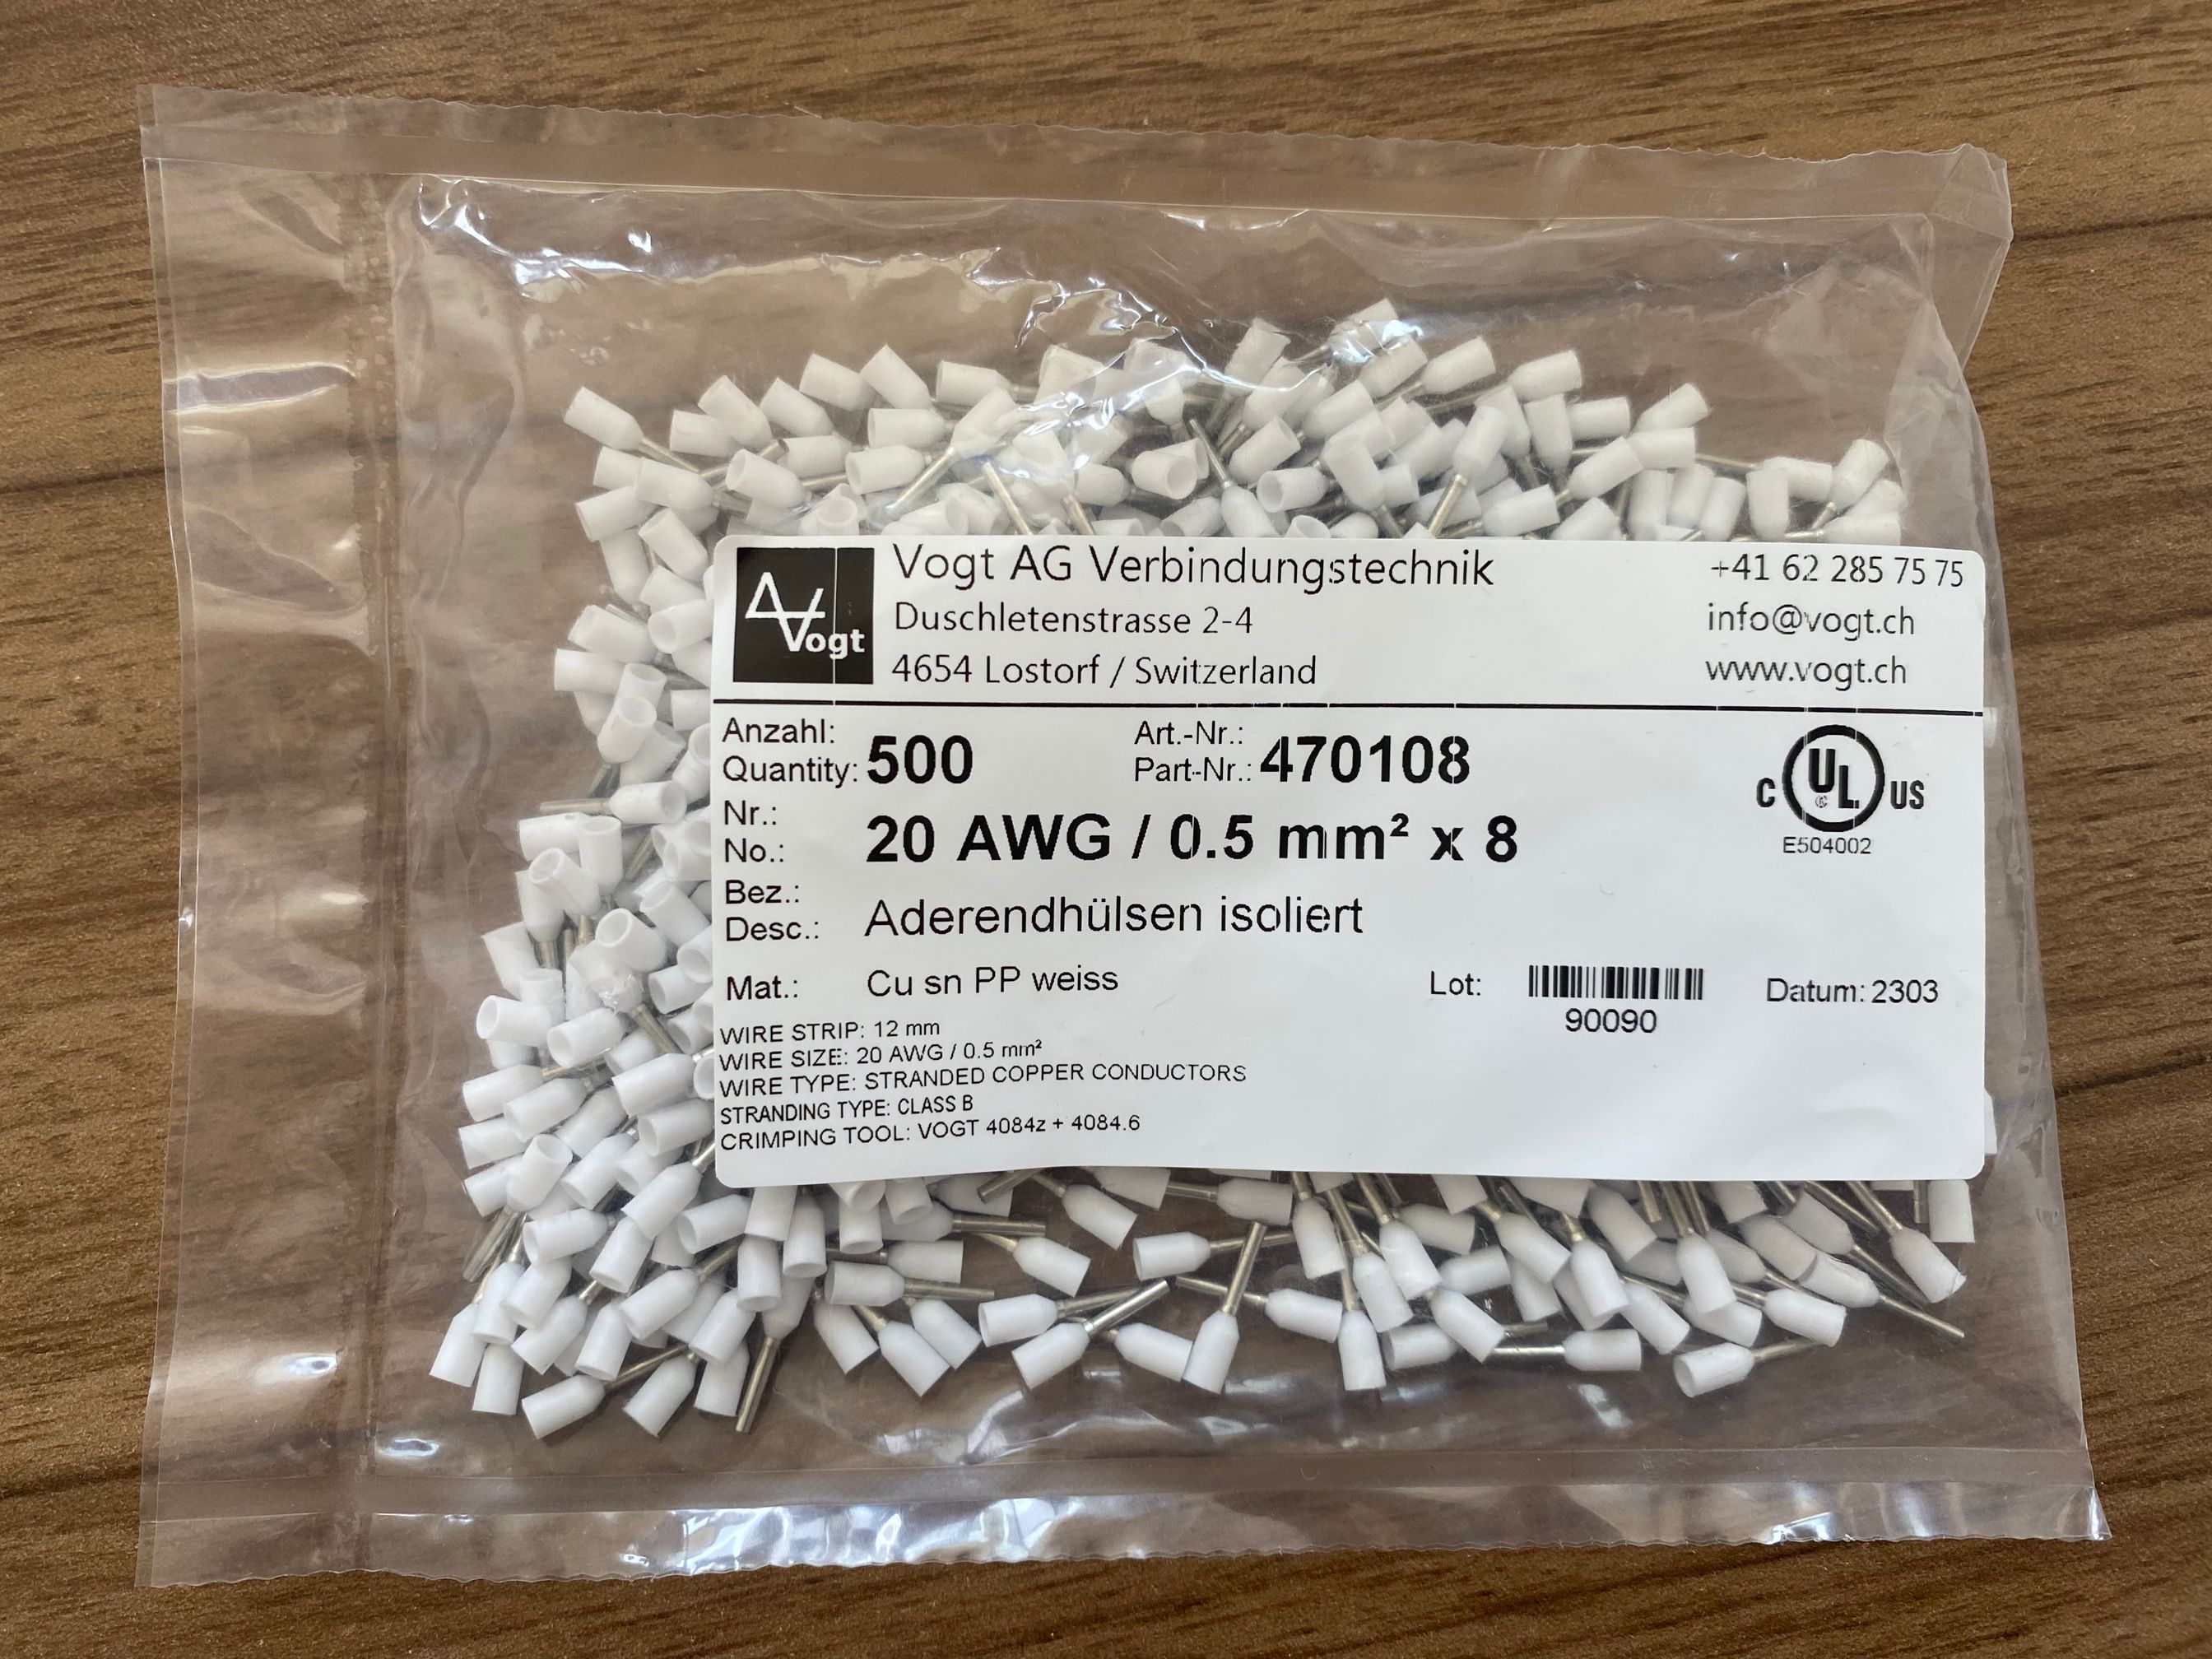 Vogt
Vogt AG Verbindungstechnik
Duschletenstrasse 2-4
4654 Lostorf / Switzerland
+41 62 285 75 75
info@vogt.ch
www.vogt.ch
Anzahl:
Quantity: 500
Art.-Nr.:
Part-Nr.: 470108
Nr.:
No.: 20 AWG / 0.5 mm² x 8
Bez.:
Desc.: Aderendhülsen isoliert
C UL ® US
E504002
Mat.: Cu sn PP weiss
Lot:
90090
Datum: 2303
WIRE STRIP: 12 mm
WIRE SIZE: 20 AWG / 0.5 mm²
WIRE TYPE: STRANDED COPPER CONDUCTORS
STRANDING TYPE: CLASS B
CRIMPING TOOL: VOGT 4084z + 4084.6